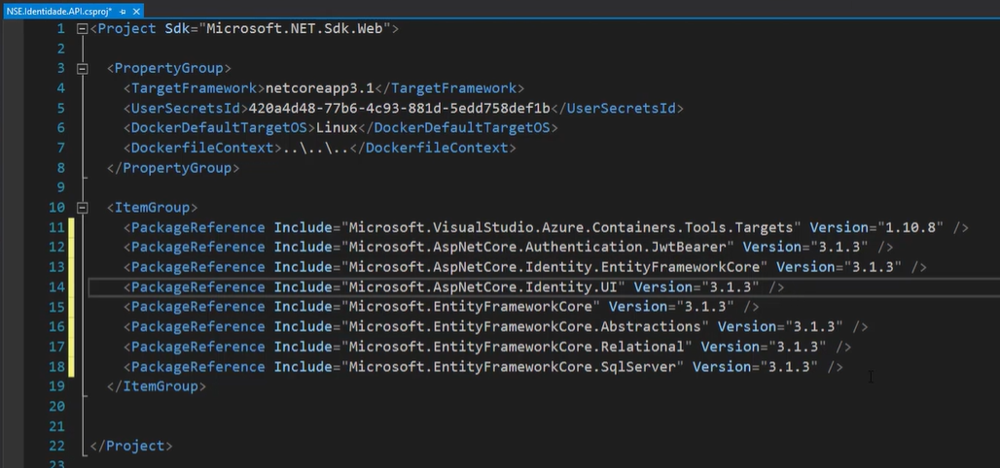 NSE.Identidade.API.csproj*
1 <Project Sdk="Microsoft.NET.Sdk.Web">
2
3 <PropertyGroup>
4 <TargetFramework>netcoreapp3.1</TargetFramework>
5 <UserSecretsId>420a4d48-77b6-4c93-881d-5edd758def1b</UserSecretsId>
6 <DockerDefaultTargetOS>Linux</DockerDefaultTargetOS>
7 <DockerfileContext>..\..\..</DockerfileContext>
8 </PropertyGroup>
9
10 <ItemGroup>
11 <PackageReference Include="Microsoft.VisualStudio.Azure.Containers.Tools.Targets" Version="1.10.8" />
12 <PackageReference Include="Microsoft.AspNetCore.Authentication.JwtBearer" Version="3.1.3" />
13 <PackageReference Include="Microsoft.AspNetCore.Identity.EntityFrameworkCore" Version="3.1.3" />
14 <PackageReference Include="Microsoft.AspNetCore.Identity.UI" Version="3.1.3" />
15 <PackageReference Include="Microsoft.EntityFrameworkCore" Version="3.1.3" />
16 <PackageReference Include="Microsoft.EntityFrameworkCore.Abstractions" Version="3.1.3" />
17 <PackageReference Include="Microsoft.EntityFrameworkCore.Relational" Version="3.1.3" />
18 <PackageReference Include="Microsoft.EntityFrameworkCore.SqlServer" Version="3.1.3" />
19 </ItemGroup>
20
21
22 </Project>
23